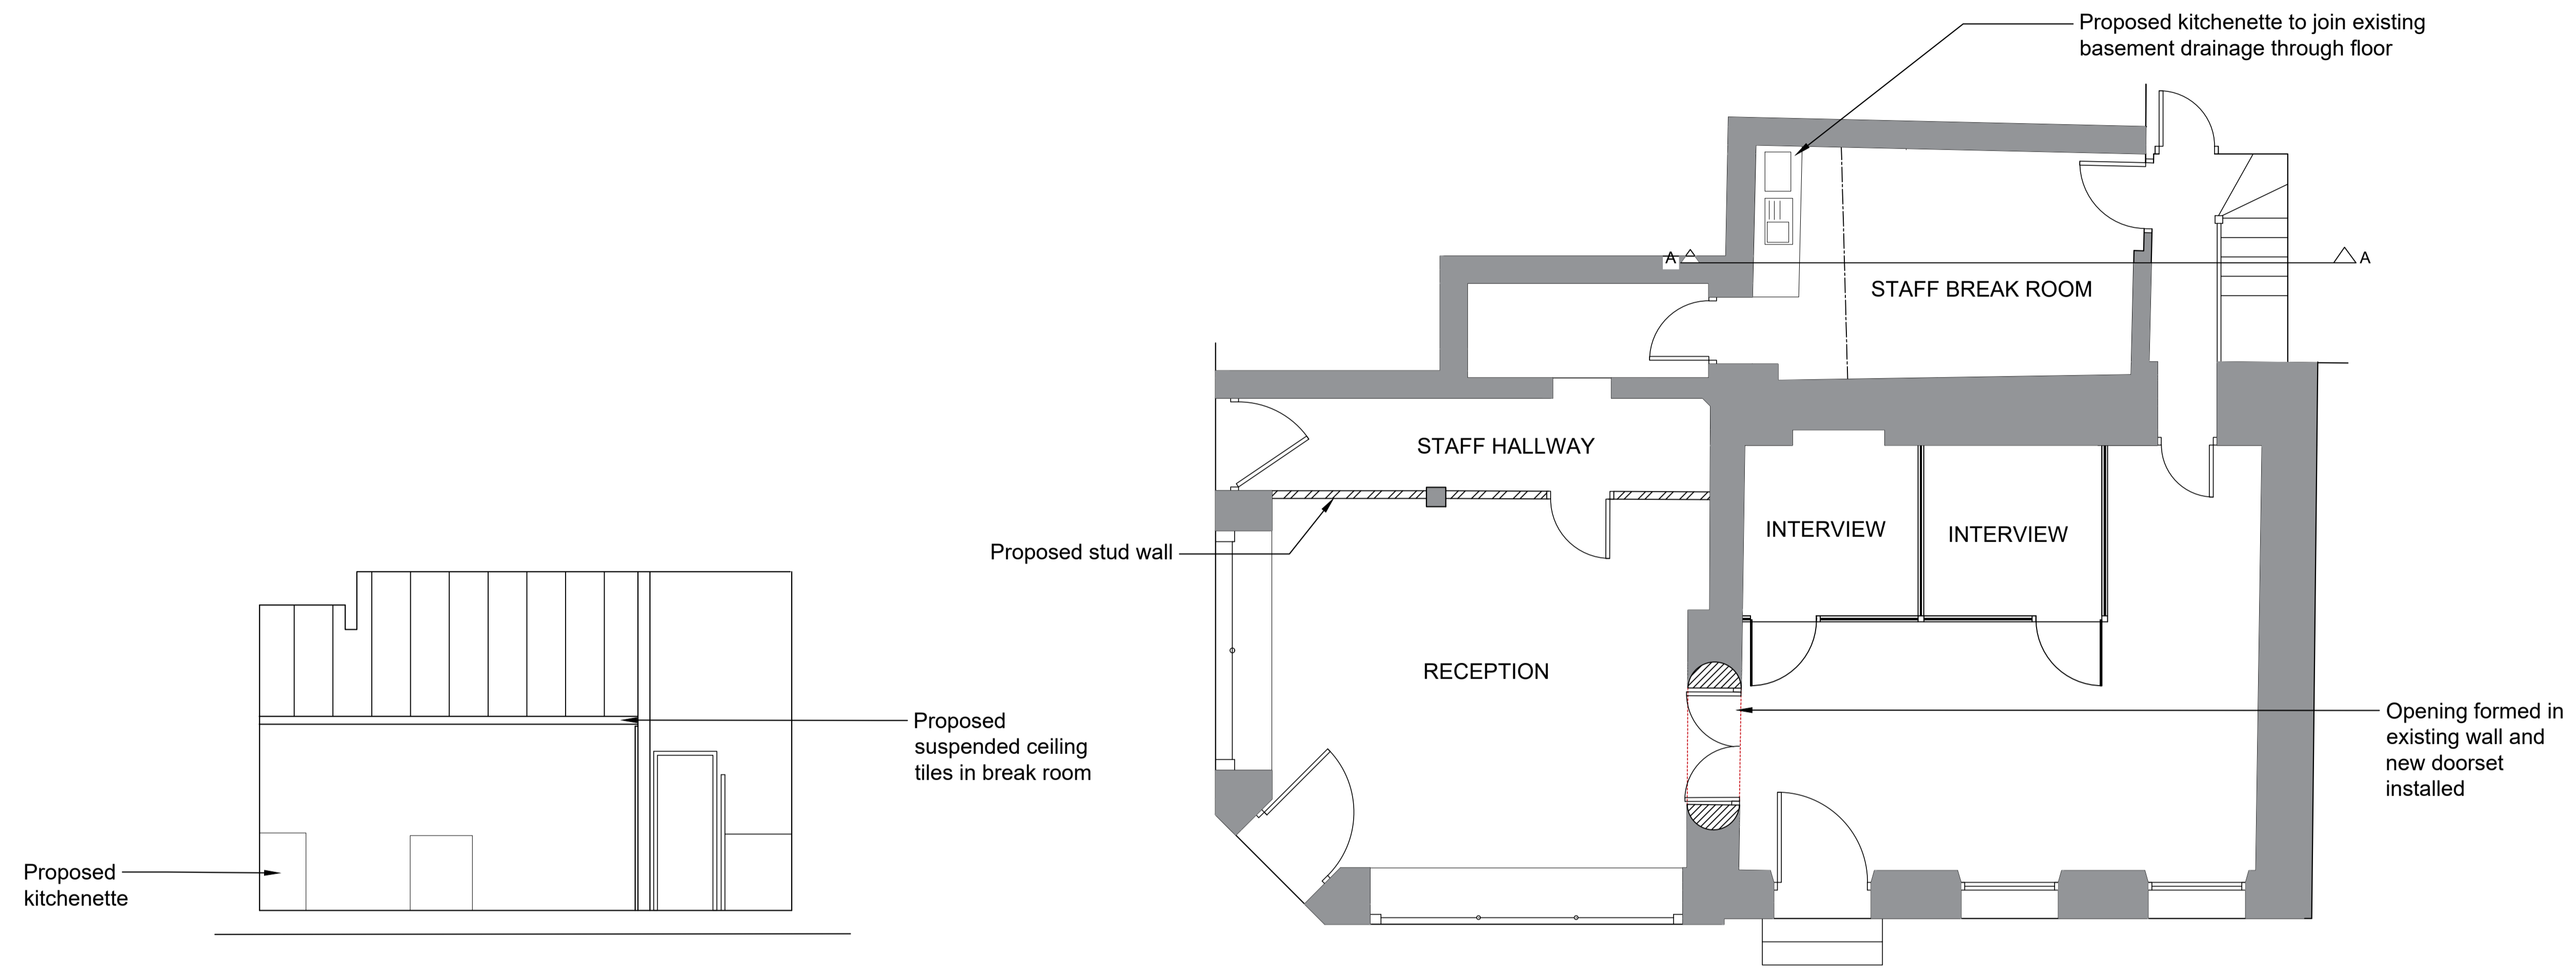 Proposed kitchenette to join existing
basement drainage through floor
A
A
STAFF BREAK ROOM
STAFF HALLWAY
INTERVIEW
INTERVIEW
Proposed stud wall
RECEPTION
Opening formed in
existing wall and
new doorset
installed
Proposed
suspended ceiling
tiles in break room
Proposed
kitchenette